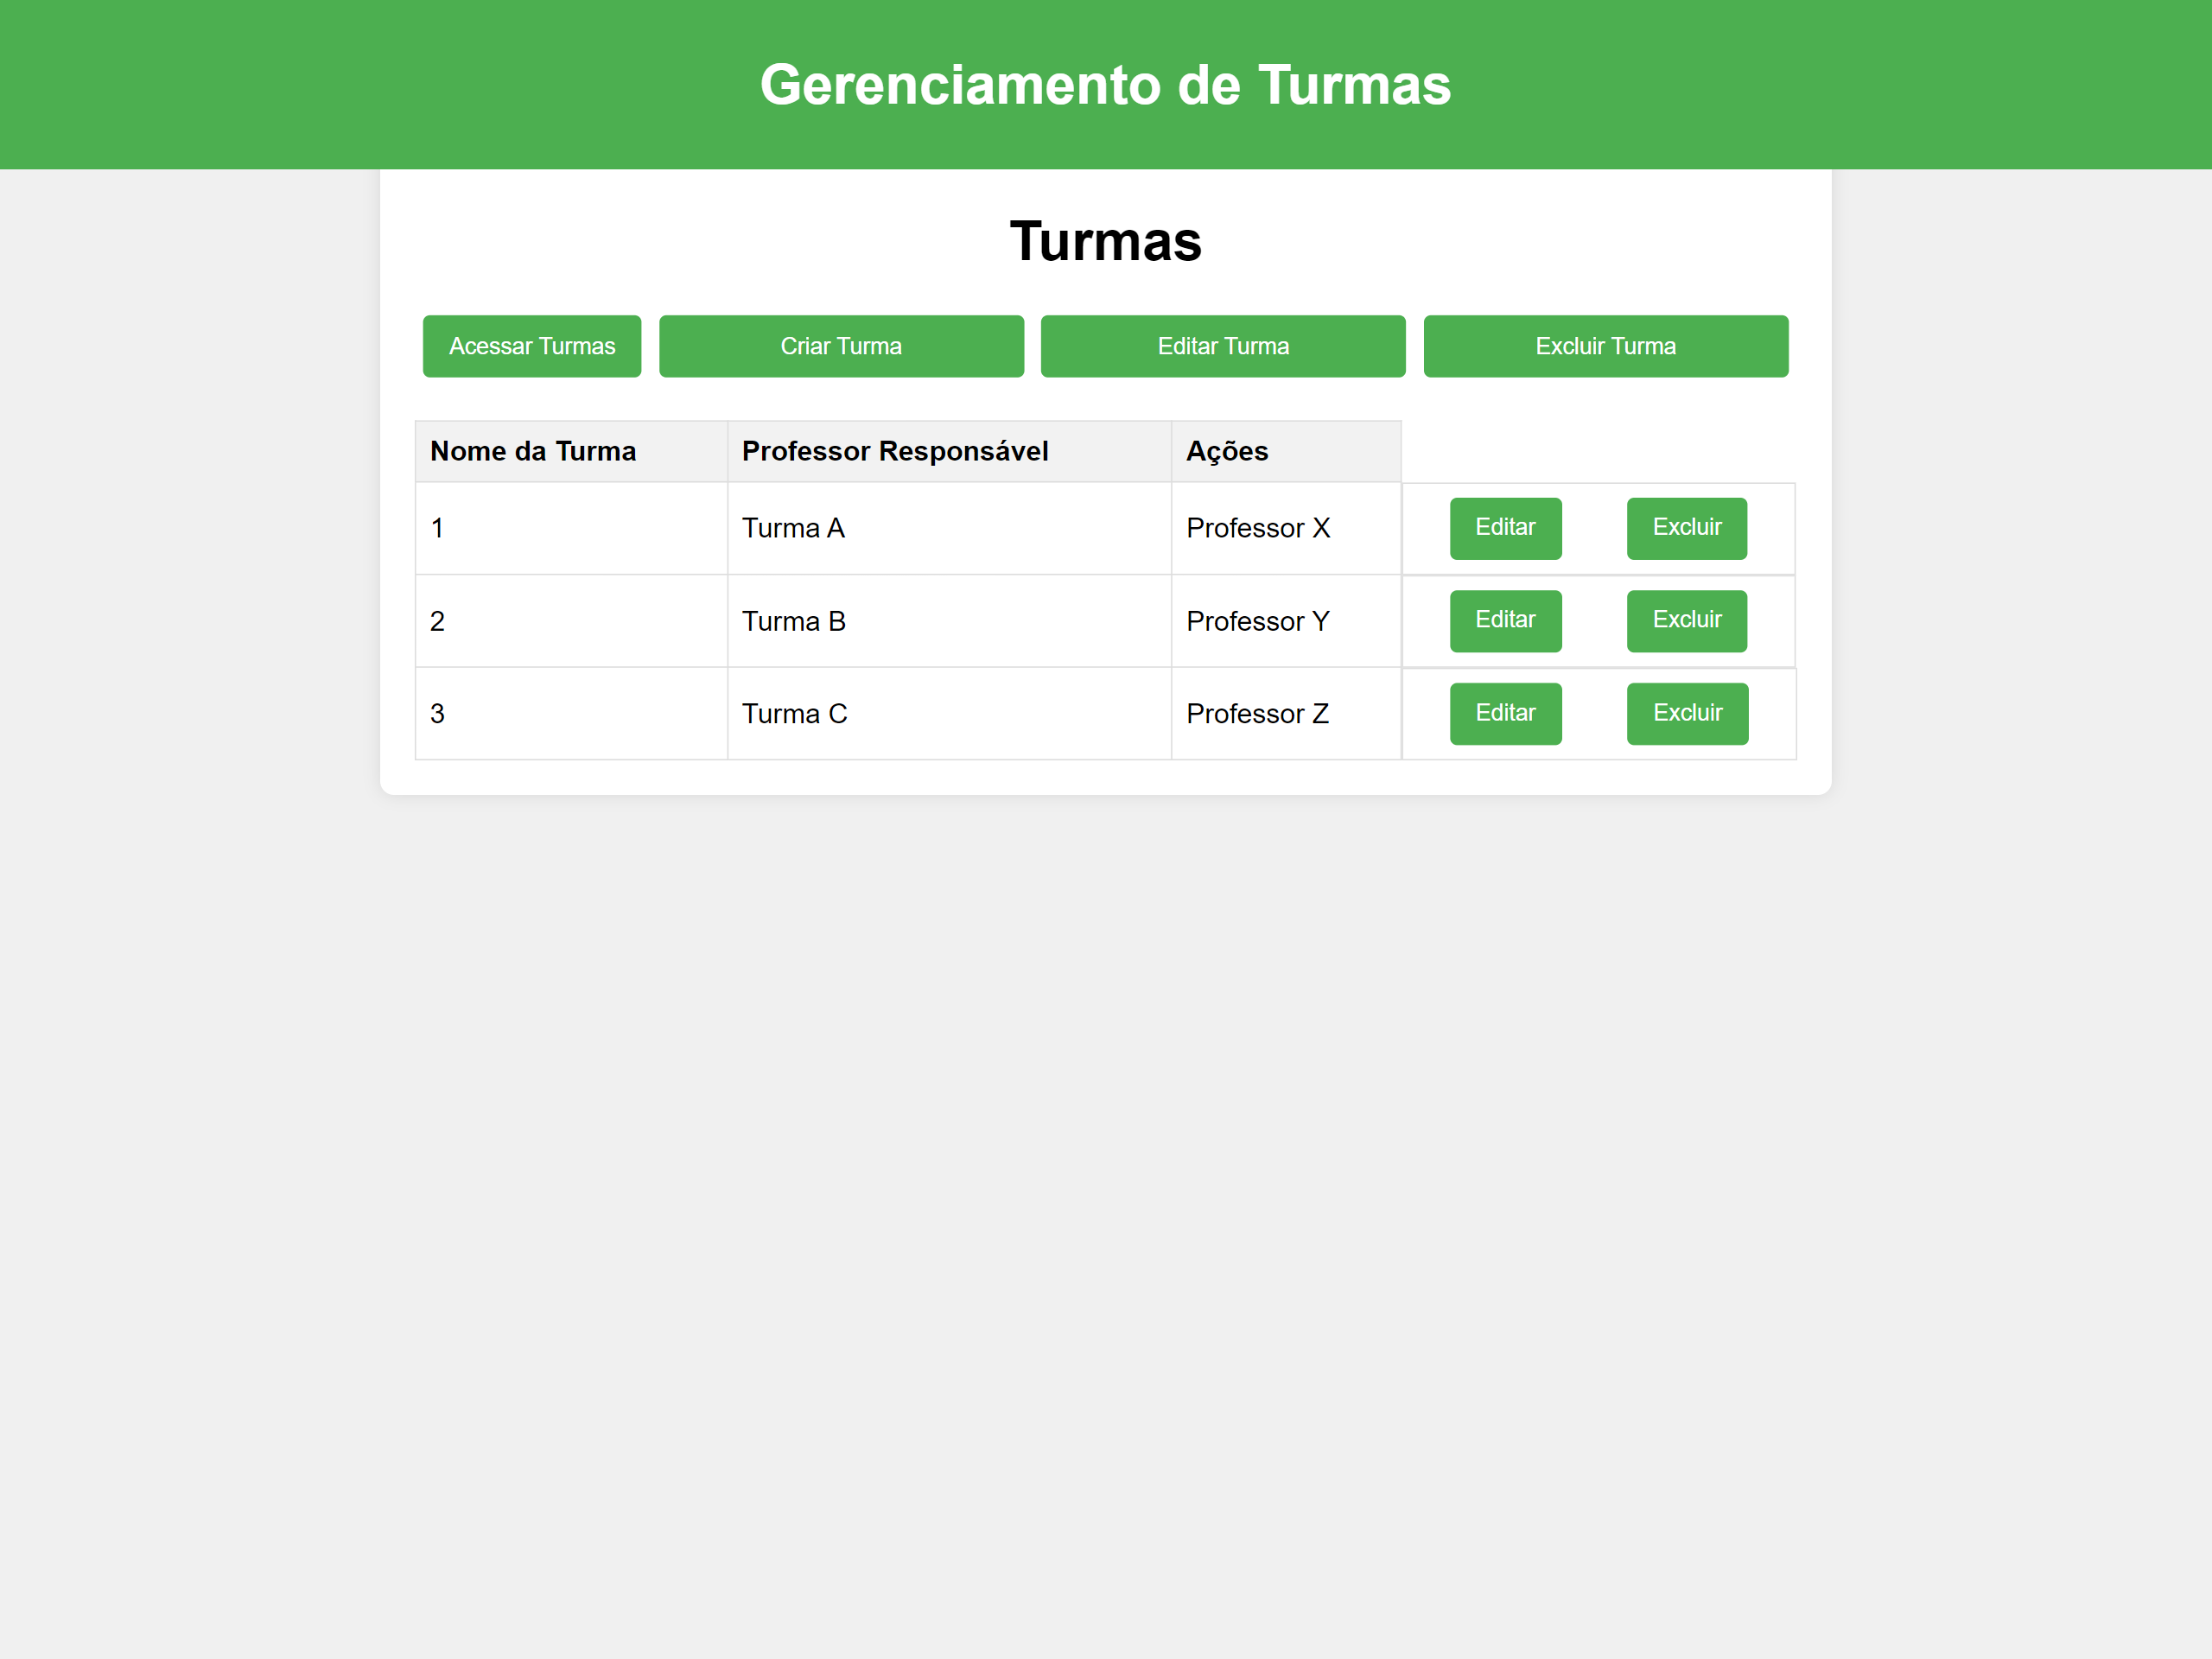 Gerenciamento de Turmas
Turmas
Acessar Turmas Criar Turma Editar Turma Excluir Turma
Nome da Turma Professor Responsável Ações
1 Turma A Professor X Editar Excluir
2 Turma B Professor Y Editar Excluir
3 Turma C Professor Z Editar Excluir